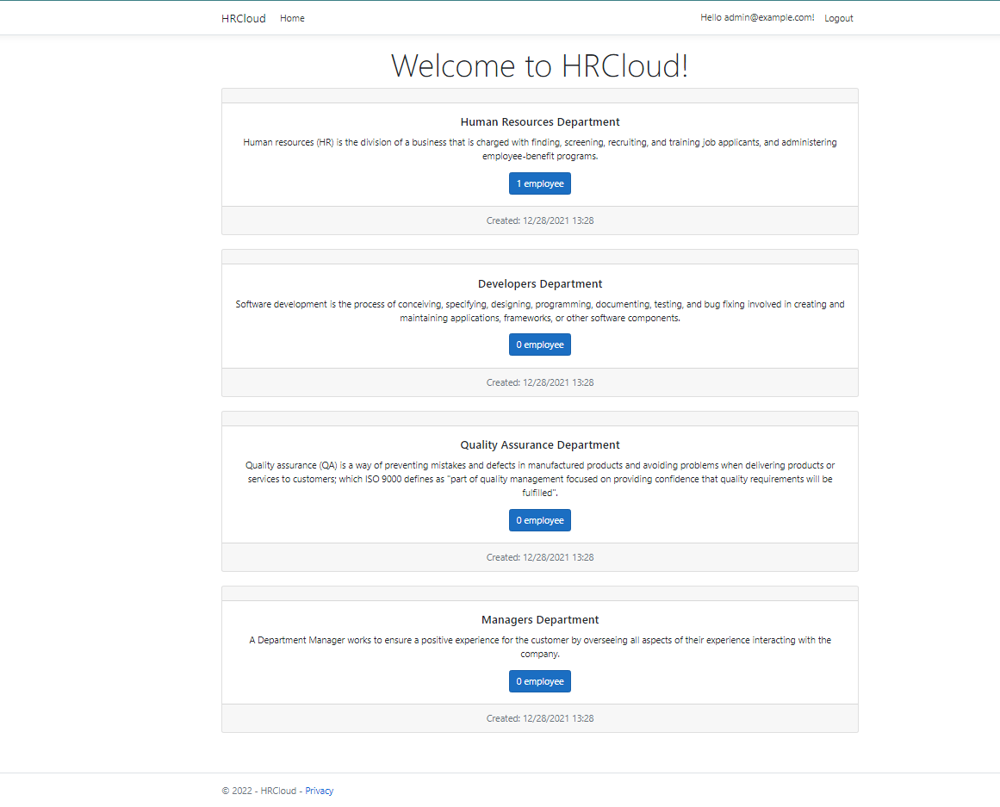 HRCloud Home Hello admin@example.com! Logout
Welcome to HRCloud!
Human Resources Department
Human resources (HR) is the division of a business that is charged with finding, screening, recruiting, and training job applicants, and administering
employee-benefit programs.
1 employee
Created: 12/28/2021 13:28
Developers Department
Software development is the process of conceiving, specifying, designing, programming, documenting, testing, and bug fixing involved in creating and
maintaining applications, frameworks, or other software components.
0 employee
Created: 12/28/2021 13:28
Quality Assurance Department
Quality assurance (QA) is a way of preventing mistakes and defects in manufactured products and avoiding problems when delivering products or
services to customers; which ISO 9000 defines as "part of quality management focused on providing confidence that quality requirements will be
fulfilled".
0 employee
Created: 12/28/2021 13:28
Managers Department
A Department Manager works to ensure a positive experience for the customer by overseeing all aspects of their experience interacting with the
company.
0 employee
Created: 12/28/2021 13:28
© 2022 - HRCloud - Privacy